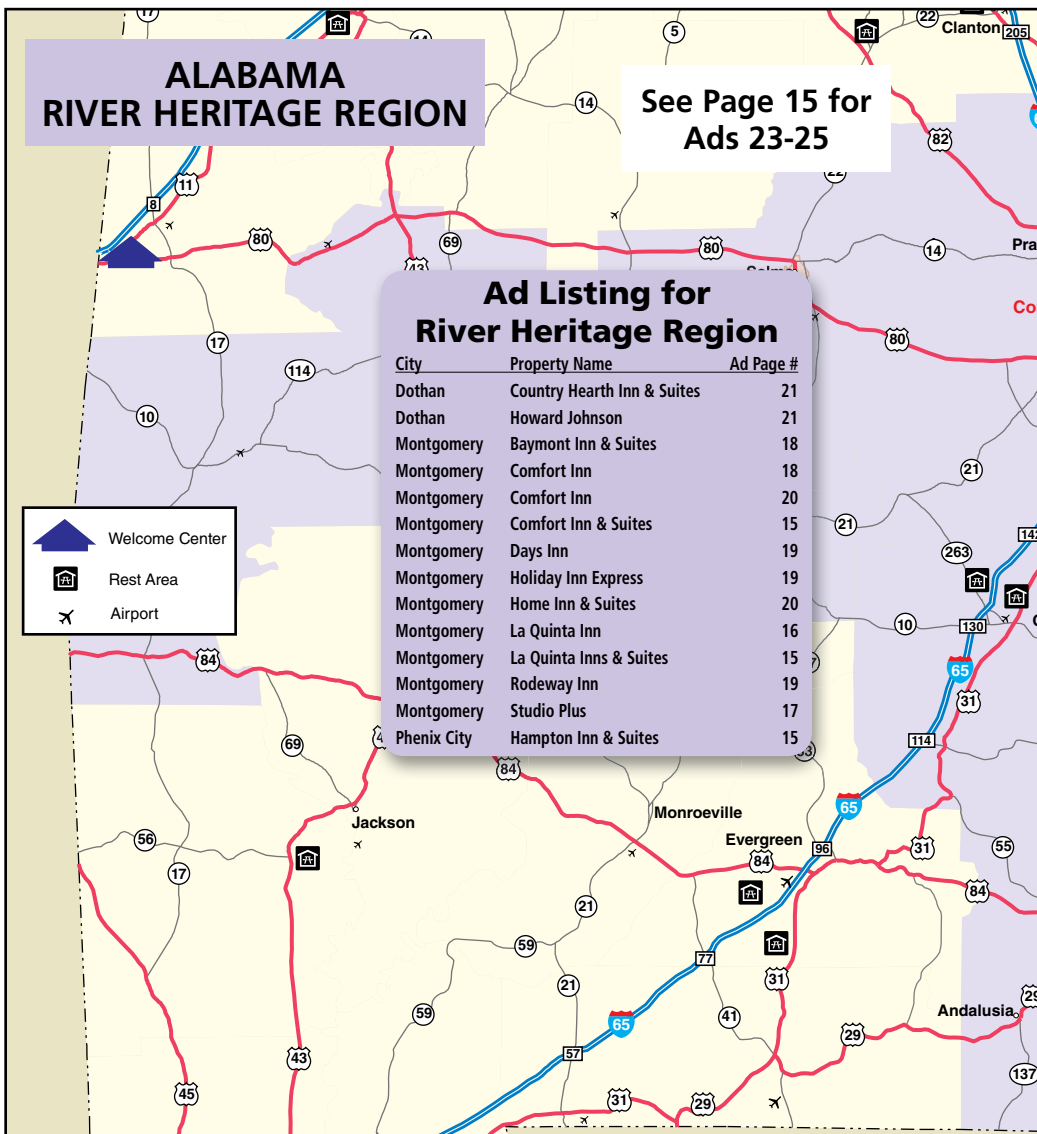 ALABAMA
RIVER HERITAGE REGION
See Page 15 for
Ads 23-25
17
14
5
22
Clanton
205
14
82
22
11
8
80
69
43
80
14
Pra
Selma
Co
80
17
114
10
Ad Listing for
River Heritage Region
City Property Name Ad Page #
Dothan Country Hearth Inn & Suites 21
Dothan Howard Johnson 21
Montgomery Baymont Inn & Suites 18
Montgomery Comfort Inn 18
Montgomery Comfort Inn 20
Montgomery Comfort Inn & Suites 15
Montgomery Days Inn 19
Montgomery Holiday Inn Express 19
Montgomery Home Inn & Suites 20
Montgomery La Quinta Inn 16
Montgomery La Quinta Inns & Suites 15
Montgomery Rodeway Inn 19
Montgomery Studio Plus 17
Phenix City Hampton Inn & Suites 15
21
21
263
142
10
130
65
31
114
Welcome Center
Rest Area
Airport
84
69
84
Jackson
Monroeville
65
Evergreen
96
84
31
55
84
56
17
21
59
77
31
21
59
41
65
57
29
Andalusia
29
43
45
31
29
137